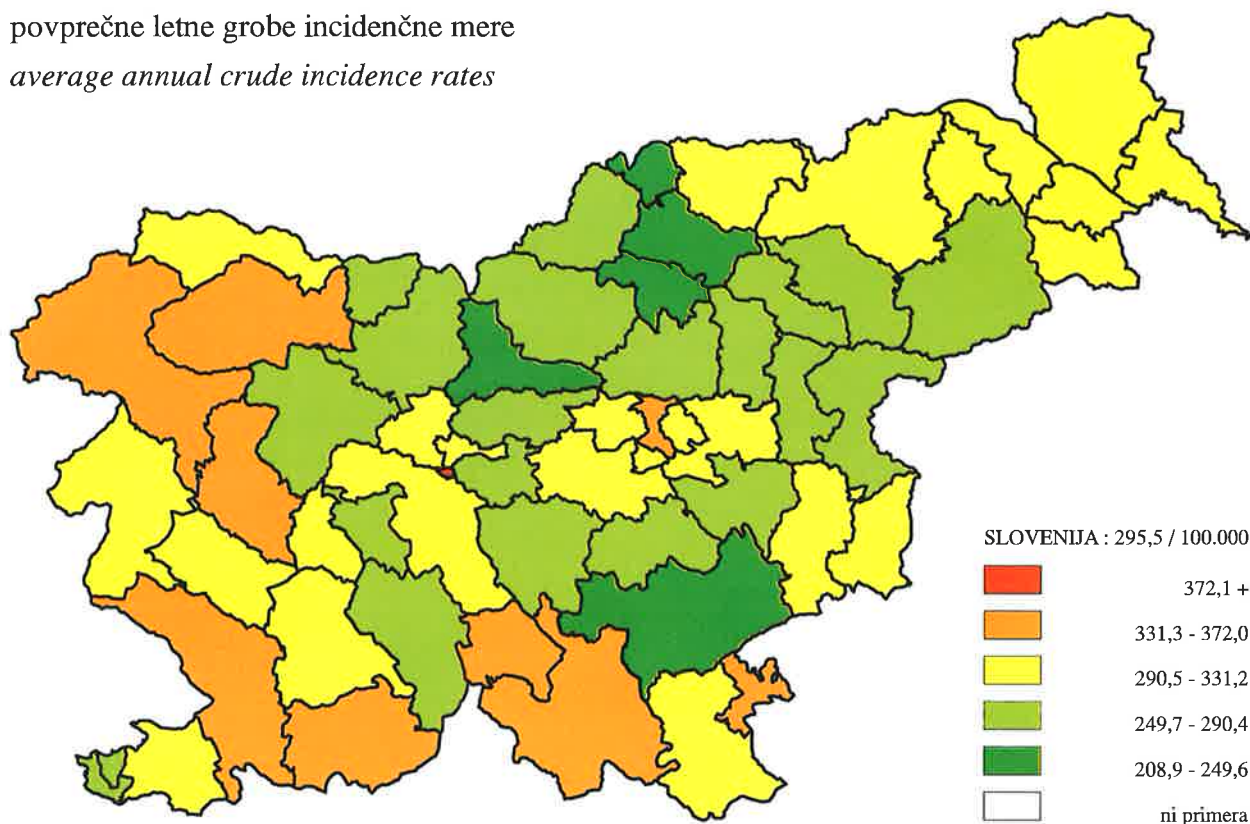 povprečne letne grobe incidenčne mere
average annual crude incidence rates
SLOVENIJA : 295,5 / 100.000
372,1 +
331,3 - 372,0
290,5 - 331,2
249,7 - 290,4
208,9 - 249,6
ni primera